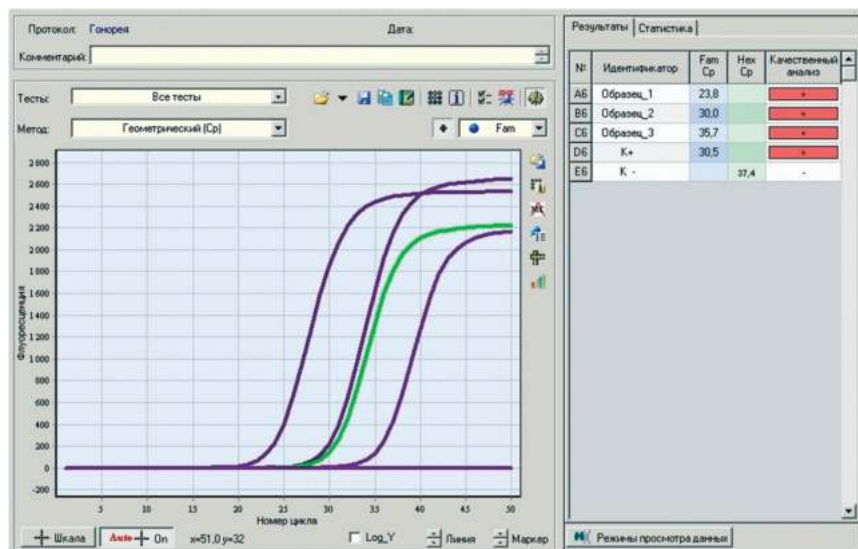 Протокол: Гонорея Дата:
Комментарий:
Тесты: Все тесты
Метод: Геометрический (Cp) Fam
Флуоресценция
2 800
2 600
2 400
2 200
2 000
1 800
1 600
1 400
1 200
1 000
800
600
400
200
0
-200
5 10 15 20 25 30 35 40 45 50
Номер цикла
Шкала Auto On x=51,0 y=32 Log_Y Линия Маркер
Результаты Статистика
№ Идентификатор Fam Cp Hex Cp Качественный анализ
A6 Образец_1 23,8 +
B6 Образец_2 30,0 +
C6 Образец_3 35,7 +
D6 K+ 30,5 +
E6 K - 37,4 -
Режимы просмотра данных